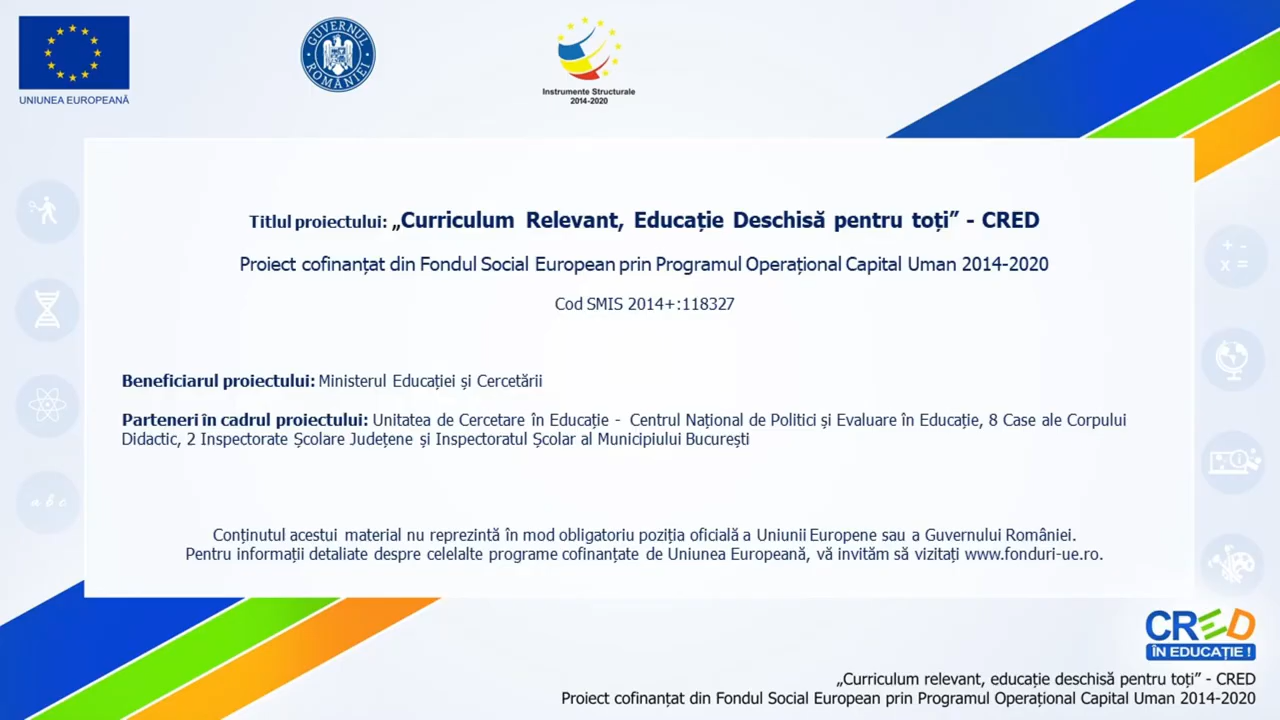 UNIUNEA EUROPEANĂ
GUVERNUL ROMÂNIEI
Instrumente Structurale
2014-2020
Titlul proiectului: „Curriculum Relevant, Educație Deschisă pentru toți” - CRED
Proiect cofinanțat din Fondul Social European prin Programul Operațional Capital Uman 2014-2020
Cod SMIS 2014+:118327
+ -
x =
Beneficiarul proiectului: Ministerul Educației și Cercetării
Parteneri în cadrul proiectului: Unitatea de Cercetare în Educație - Centrul Național de Politici și Evaluare în Educație, 8 Case ale Corpului
Didactic, 2 Inspectorate Școlare Județene și Inspectoratul Școlar al Municipiului București
a b c
Conținutul acestui material nu reprezintă în mod obligatoriu poziția oficială a Uniunii Europene sau a Guvernului României.
Pentru informații detaliate despre celelalte programe cofinanțate de Uniunea Europeană, vă invităm să vizitați www.fonduri-ue.ro.
CRED
ÎN EDUCAȚIE !
„Curriculum relevant, educație deschisă pentru toți” - CRED
Proiect cofinanțat din Fondul Social European prin Programul Operațional Capital Uman 2014-2020